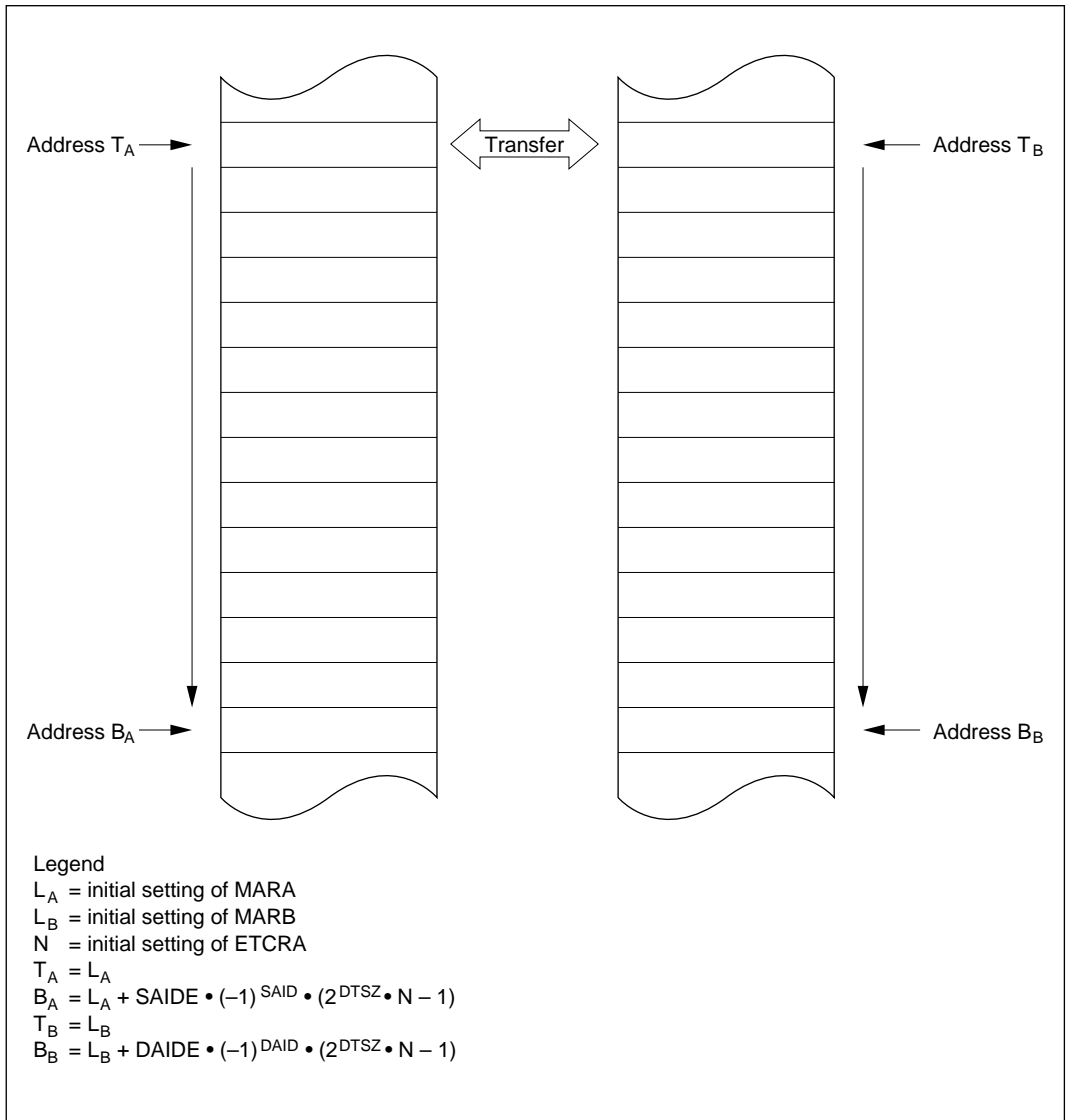 Address T_A
Transfer
Address T_B
Address B_A
Address B_B
Legend
L_A = initial setting of MARA
L_B = initial setting of MARB
N = initial setting of ETCRA
T_A = L_A
B_A = L_A + SAIDE • (–1)^SAID • (2^DTSZ • N – 1)
T_B = L_B
B_B = L_B + DAIDE • (–1)^DAID • (2^DTSZ • N – 1)